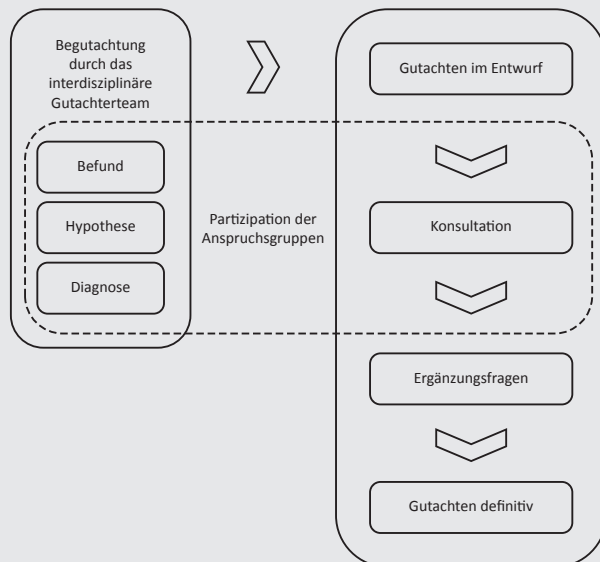 Begutachtung
durch das
interdisziplinäre
Gutachterteam
Befund
Hypothese
Diagnose
Partizipation der
Anspruchsgruppen
Gutachten im Entwurf
Konsultation
Ergänzungsfragen
Gutachten definitiv